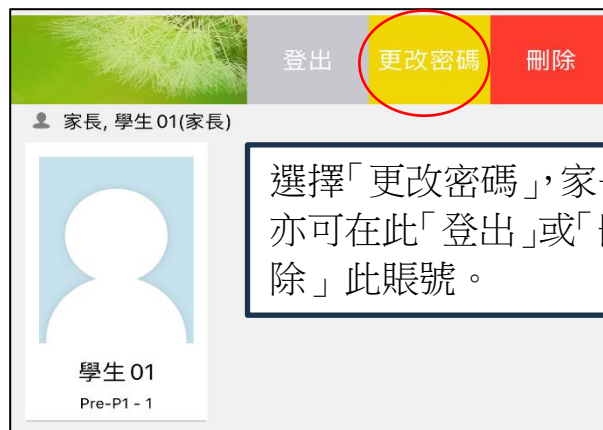 登出 更改密碼 刪除
家長, 學生01(家長)
選擇「更改密碼」,家
亦可在此「登出」或「
除」此賬號。
學生01
Pre-P1 - 1